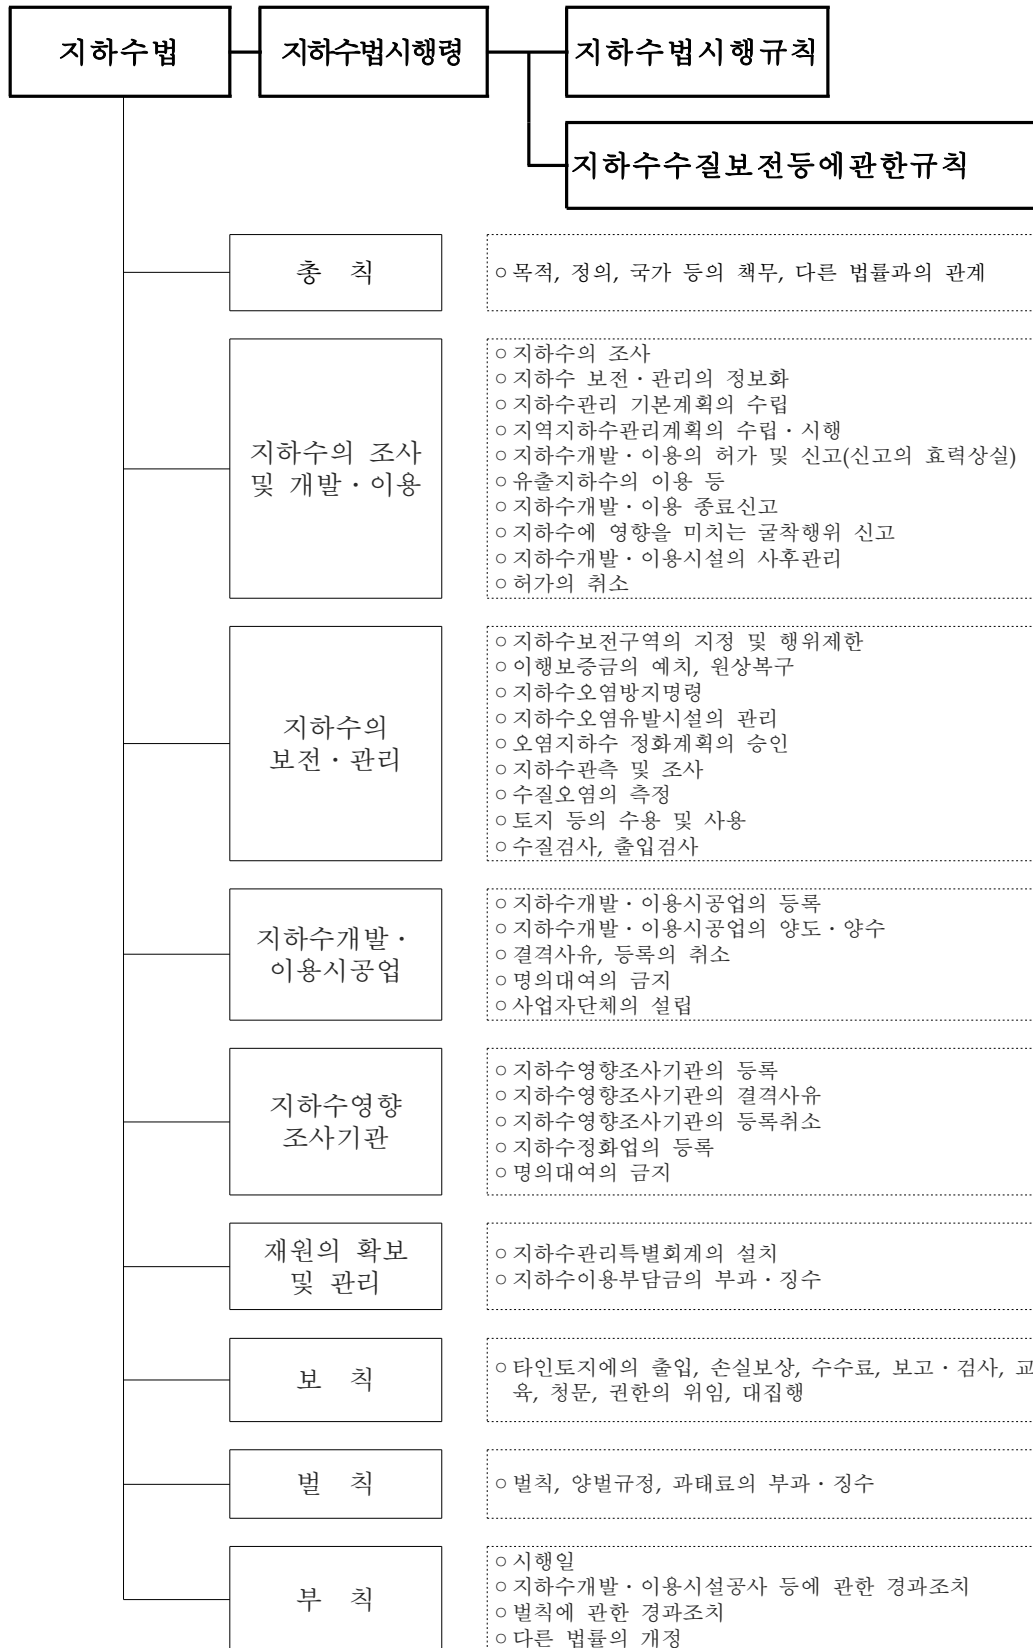 지하수법 지하수법시행령 지하수법시행규칙
지하수수질보전등에관한규칙
총 칙
○ 목적, 정의, 국가 등의 책무, 다른 법률과의 관계
지하수의 조사
및 개발·이용
○ 지하수의 조사
○ 지하수 보전·관리의 정보화
○ 지하수관리 기본계획의 수립
○ 지역지하수관리계획의 수립·시행
○ 지하수개발·이용의 허가 및 신고(신고의 효력상실)
○ 유출지하수의 이용 등
○ 지하수개발·이용 종료신고
○ 지하수에 영향을 미치는 굴착행위 신고
○ 지하수개발·이용시설의 사후관리
○ 허가의 취소
지하수의
보전·관리
○ 지하수보전구역의 지정 및 행위제한
○ 이행보증금의 예치, 원상복구
○ 지하수오염방지명령
○ 지하수오염유발시설의 관리
○ 오염지하수 정화계획의 승인
○ 지하수관측 및 조사
○ 수질오염의 측정
○ 토지 등의 수용 및 사용
○ 수질검사, 출입검사
지하수개발·
이용시공업
○ 지하수개발·이용시공업의 등록
○ 지하수개발·이용시공업의 양도·양수
○ 결격사유, 등록의 취소
○ 명의대여의 금지
○ 사업자단체의 설립
지하수영향
조사기관
○ 지하수영향조사기관의 등록
○ 지하수영향조사기관의 결격사유
○ 지하수영향조사기관의 등록취소
○ 지하수정화업의 등록
○ 명의대여의 금지
재원의 확보
및 관리
○ 지하수관리특별회계의 설치
○ 지하수이용부담금의 부과·징수
보 칙
○ 타인토지에의 출입, 손실보상, 수수료, 보고·검사, 교
육, 청문, 권한의 위임, 대집행
벌 칙
○ 벌칙, 양벌규정, 과태료의 부과·징수
부 칙
○ 시행일
○ 지하수개발·이용시설공사 등에 관한 경과조치
○ 벌칙에 관한 경과조치
○ 다른 법률의 개정